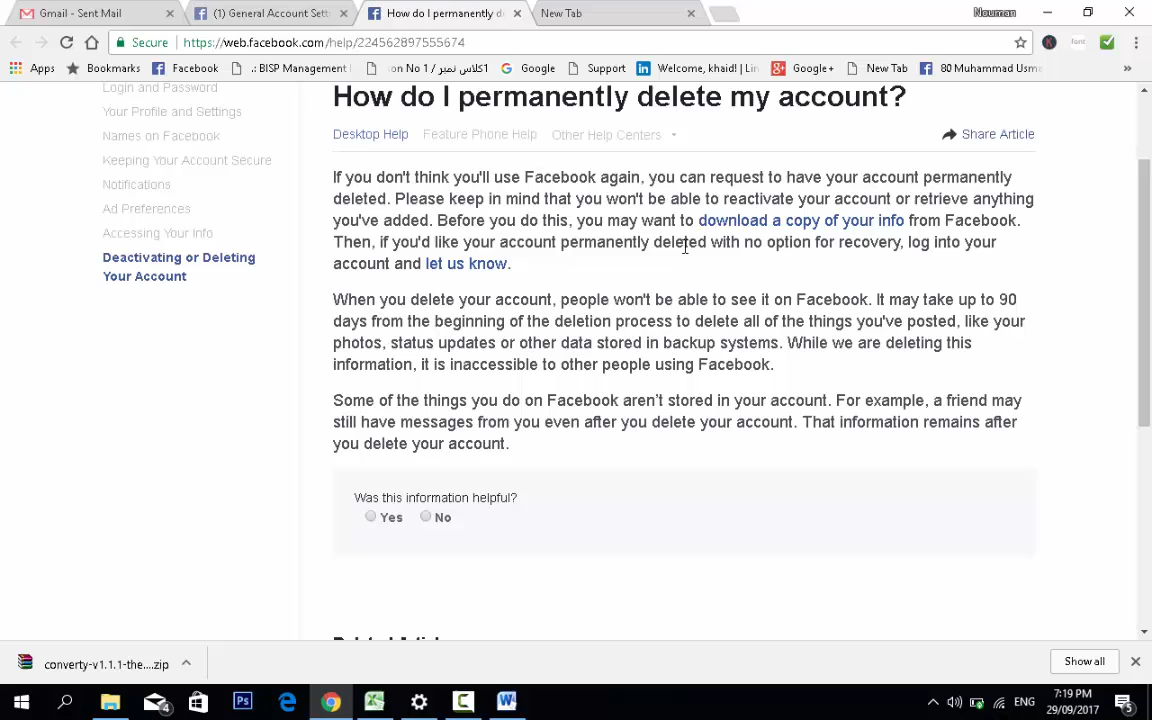 Gmail - Sent Mail
(1) General Account Sett
How do I permanently d
New Tab
Nouman
Secure
https://web.facebook.com/help/224562897555674
Apps
Bookmarks
Facebook
.: BISP Management
ion No 1 / اکلاس نمبر1
Google
Support
Welcome, khaid! | Lin
Google+
New Tab
80 Muhammad Usm
»
Login and Password
Your Profile and Settings
Names on Facebook
Keeping Your Account Secure
Notifications
Ad Preferences
Accessing Your Info
Deactivating or Deleting
Your Account
How do I permanently delete my account?
Desktop Help
Feature Phone Help
Other Help Centers
Share Article
If you don't think you'll use Facebook again, you can request to have your account permanently
deleted. Please keep in mind that you won't be able to reactivate your account or retrieve anything
you've added. Before you do this, you may want to download a copy of your info from Facebook.
Then, if you'd like your account permanently deleted with no option for recovery, log into your
account and let us know.
When you delete your account, people won't be able to see it on Facebook. It may take up to 90
days from the beginning of the deletion process to delete all of the things you've posted, like your
photos, status updates or other data stored in backup systems. While we are deleting this
information, it is inaccessible to other people using Facebook.
Some of the things you do on Facebook aren't stored in your account. For example, a friend may
still have messages from you even after you delete your account. That information remains after
you delete your account.
Was this information helpful?
Yes
No
converty-v1.1.1-the....zip
Show all
4
Ps
ENG
7:19 PM
29/09/2017
5